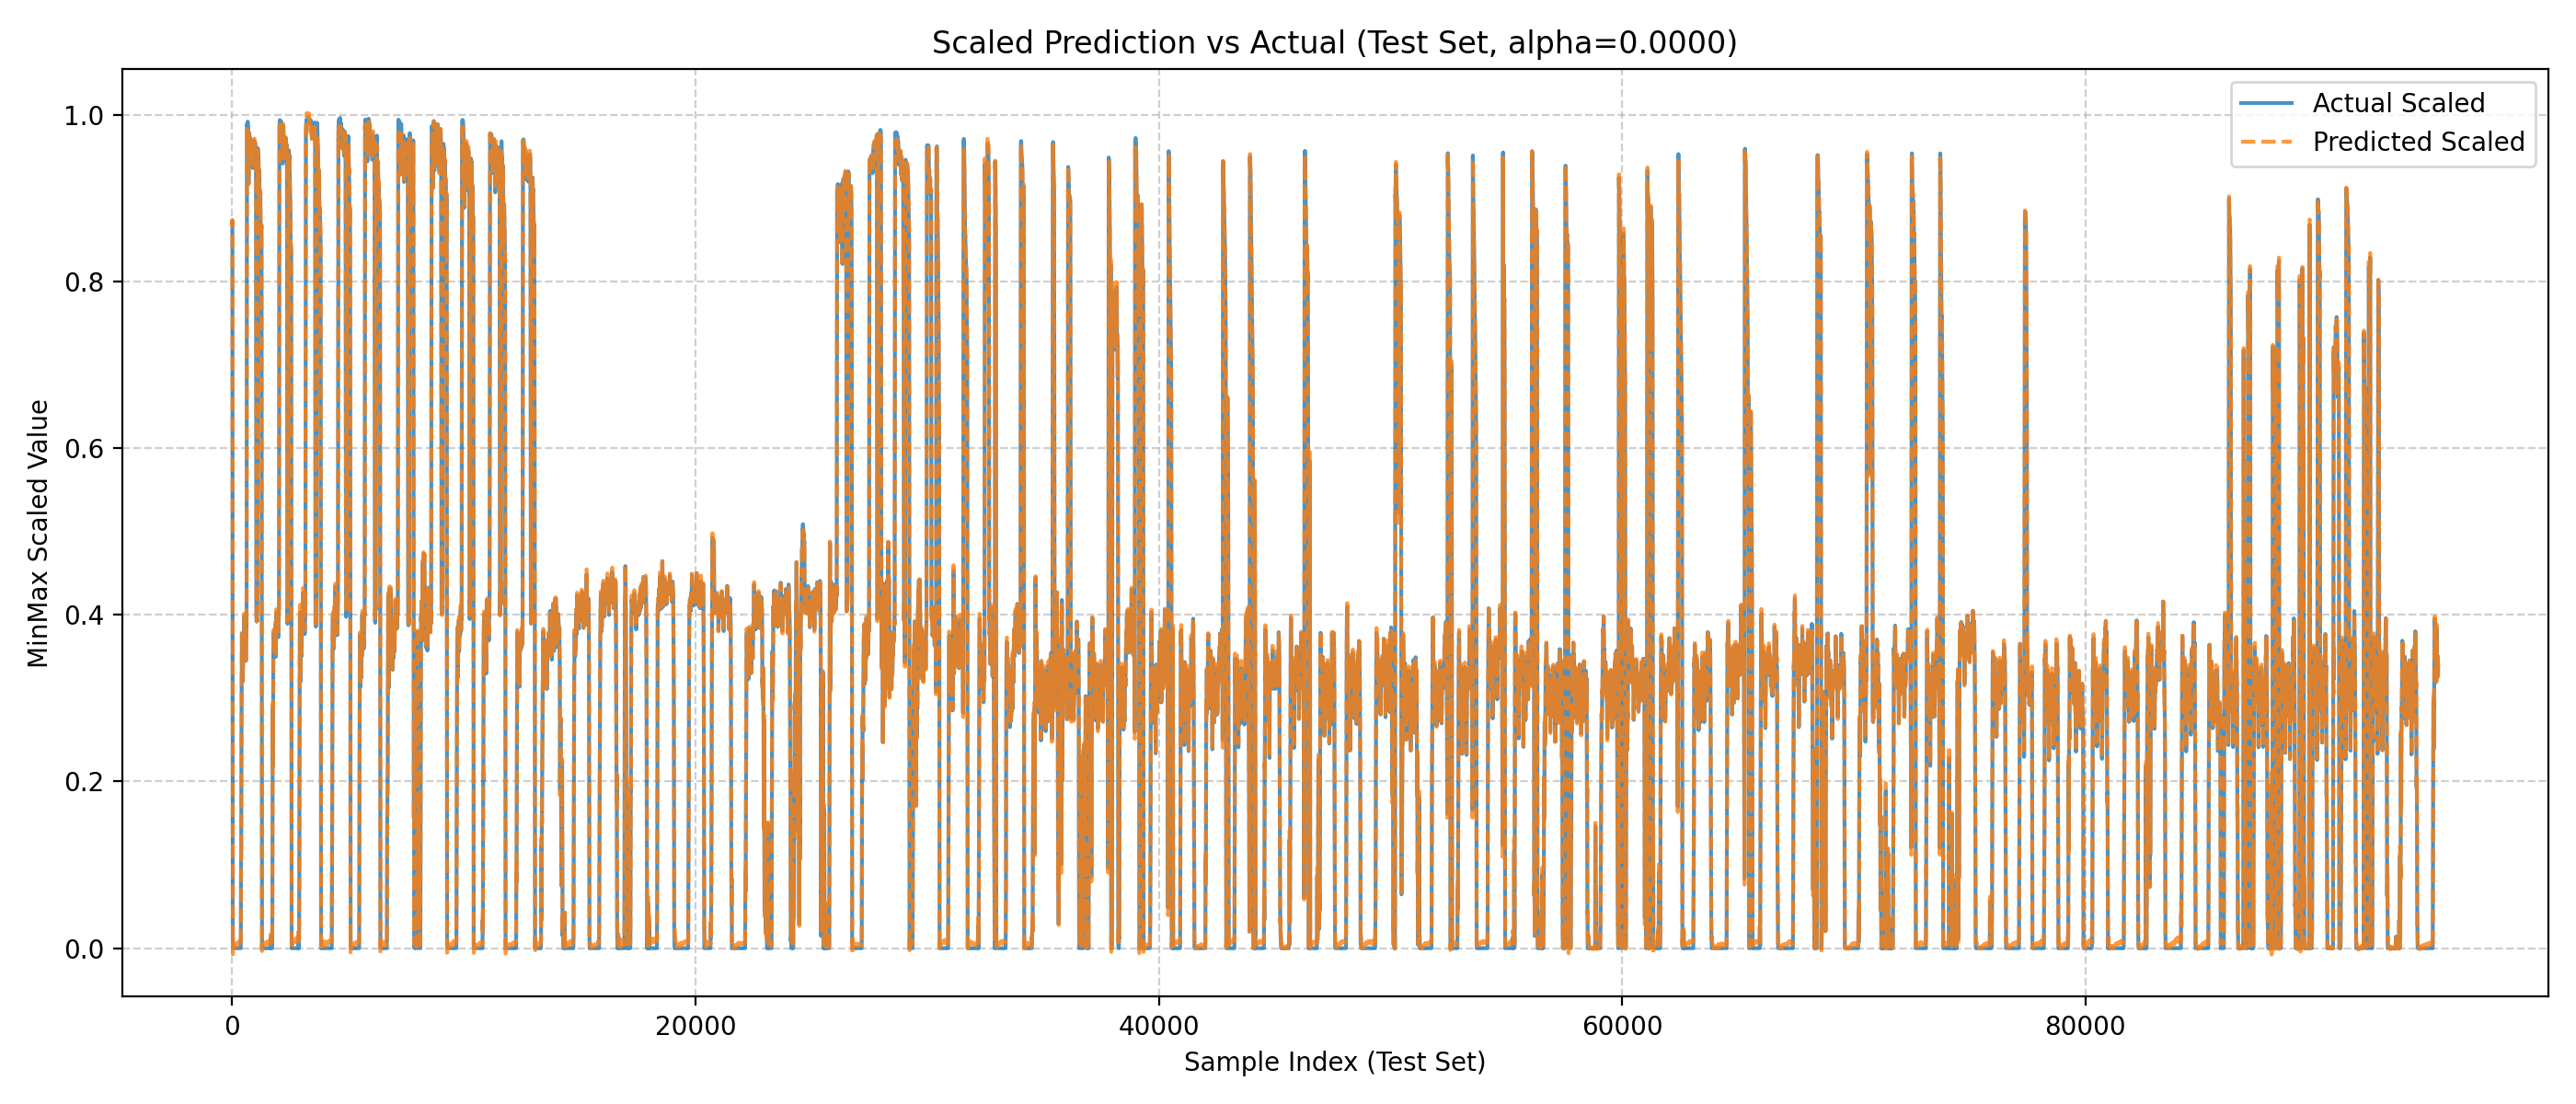 Scaled Prediction vs Actual (Test Set, alpha=0.0000)
Actual Scaled
Predicted Scaled
MinMax Scaled Value
1.0
0.8
0.6
0.4
0.2
0.0
0
20000
40000
60000
80000
Sample Index (Test Set)